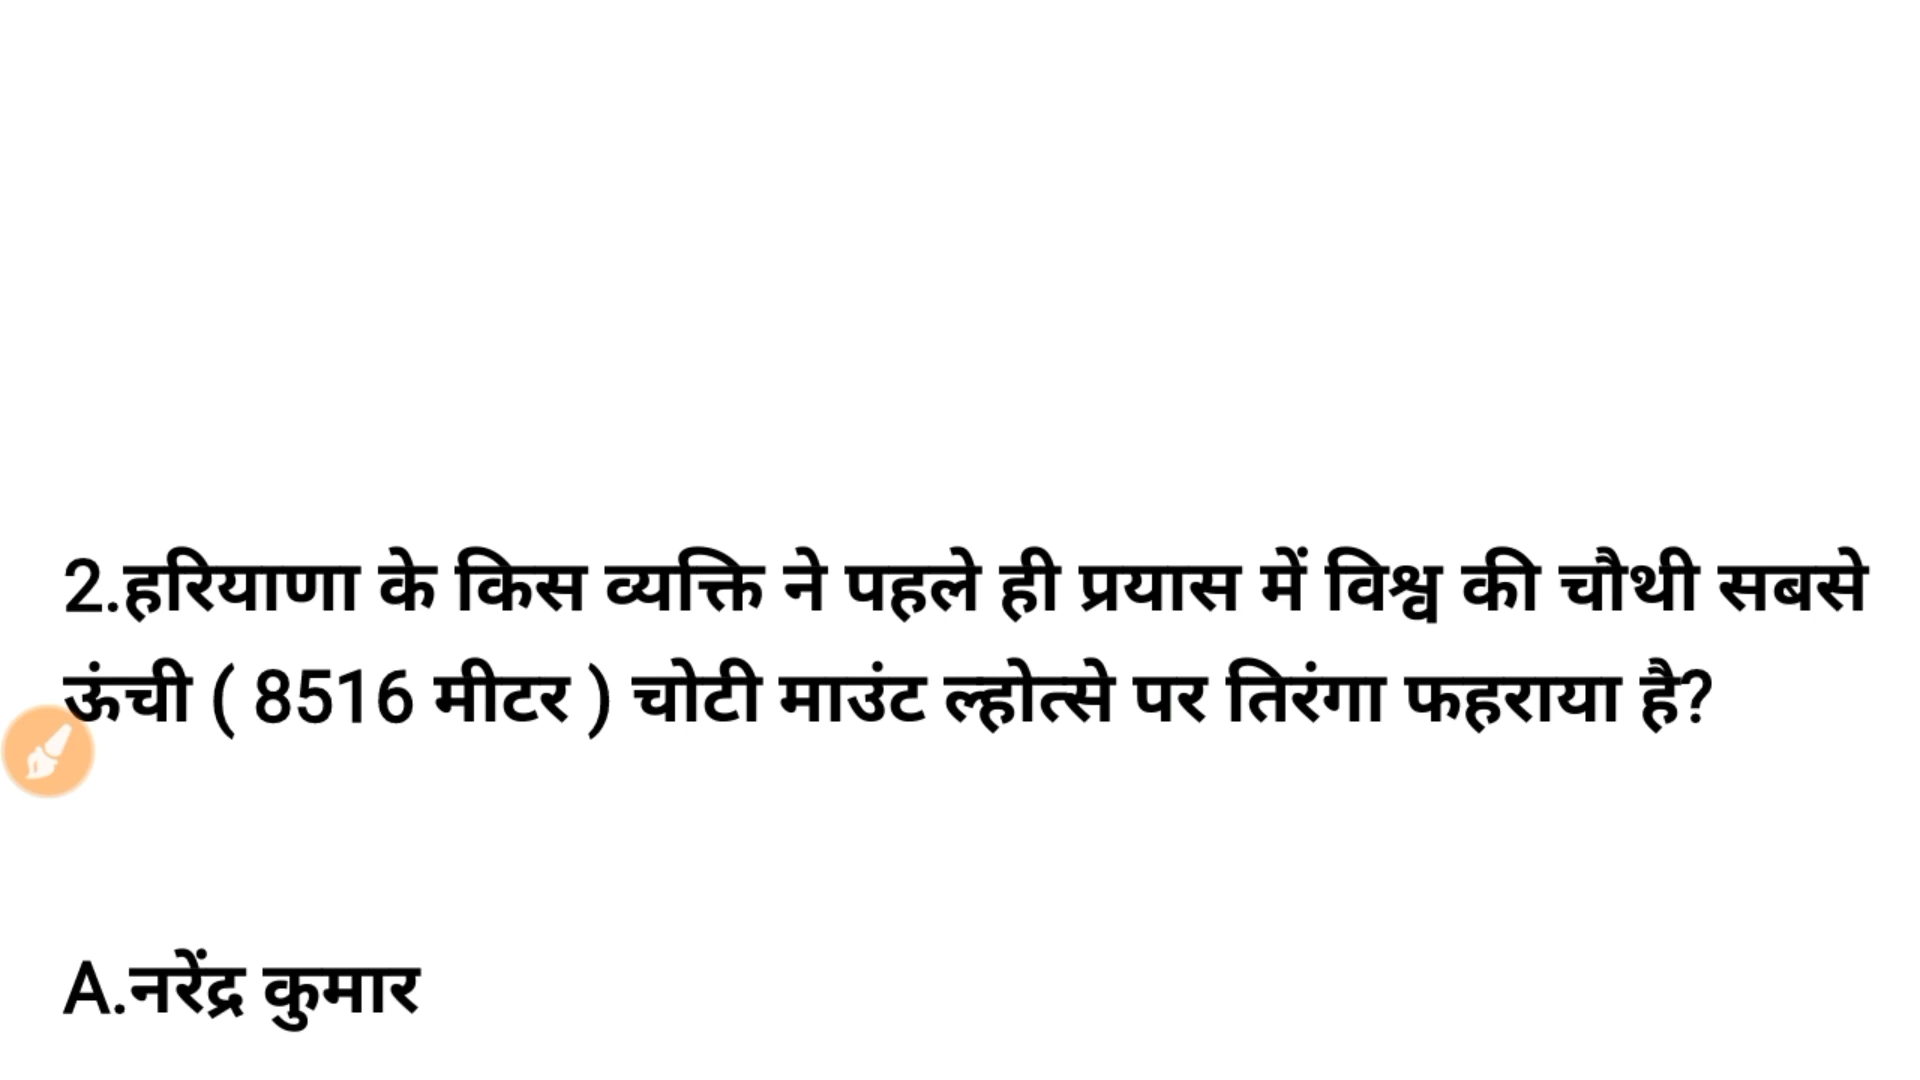 2.हरियाणा के किस व्यक्ति ने पहले ही प्रयास में विश्व की चौथी सबसे
ऊंची ( 8516 मीटर ) चोटी माउंट ल्होत्से पर तिरंगा फहराया है?
A.नरेंद्र कुमार